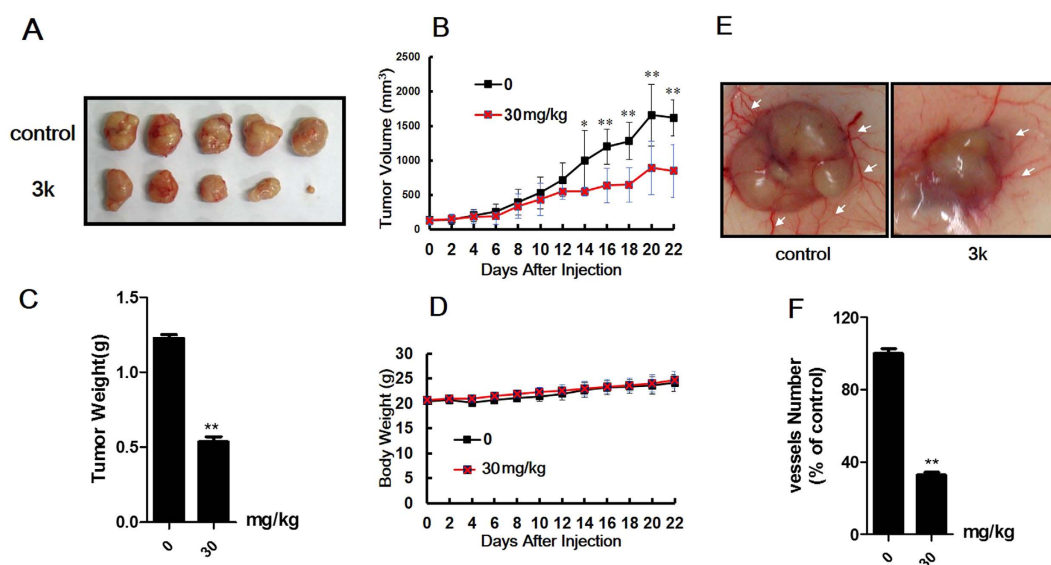 A
control
3k
B
Tumor Volume (mm³)
2500
2000
1500
1000
500
0
0
30mg/kg
*
**
**
**
**
0 2 4 6 8 10 12 14 16 18 20 22
Days After Injection
E
control
3k
C
Tumor Weight(g)
1.5
1.0
0.5
0.0
**
0
30
mg/kg
D
Body Weight (g)
30
25
20
15
10
5
0
0
30mg/kg
0 2 4 6 8 10 12 14 16 18 20 22
Days After Injection
F
vessels Number
(% of control)
120
80
40
0
**
0
30
mg/kg